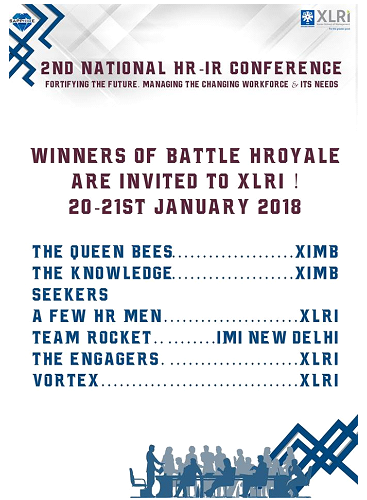 XLRI
2ND NATIONAL HR-IR CONFERENCE
FORTIFYING THE FUTURE. MANAGING THE CHANGING WORKFORCE & ITS NEEDS
WINNERS OF BATTLE HROYALE
ARE INVITED TO XLRI !
20-21ST JANUARY 2018
THE QUEEN BEES....................XIMB
THE KNOWLEDGE....................XIMB
SEEKERS
A FEW HR MEN....................XLRI
TEAM ROCKET.. ........IMI NEW DELHI
THE ENGAGERS. ..................XLRI
VORTEX............................XLRI